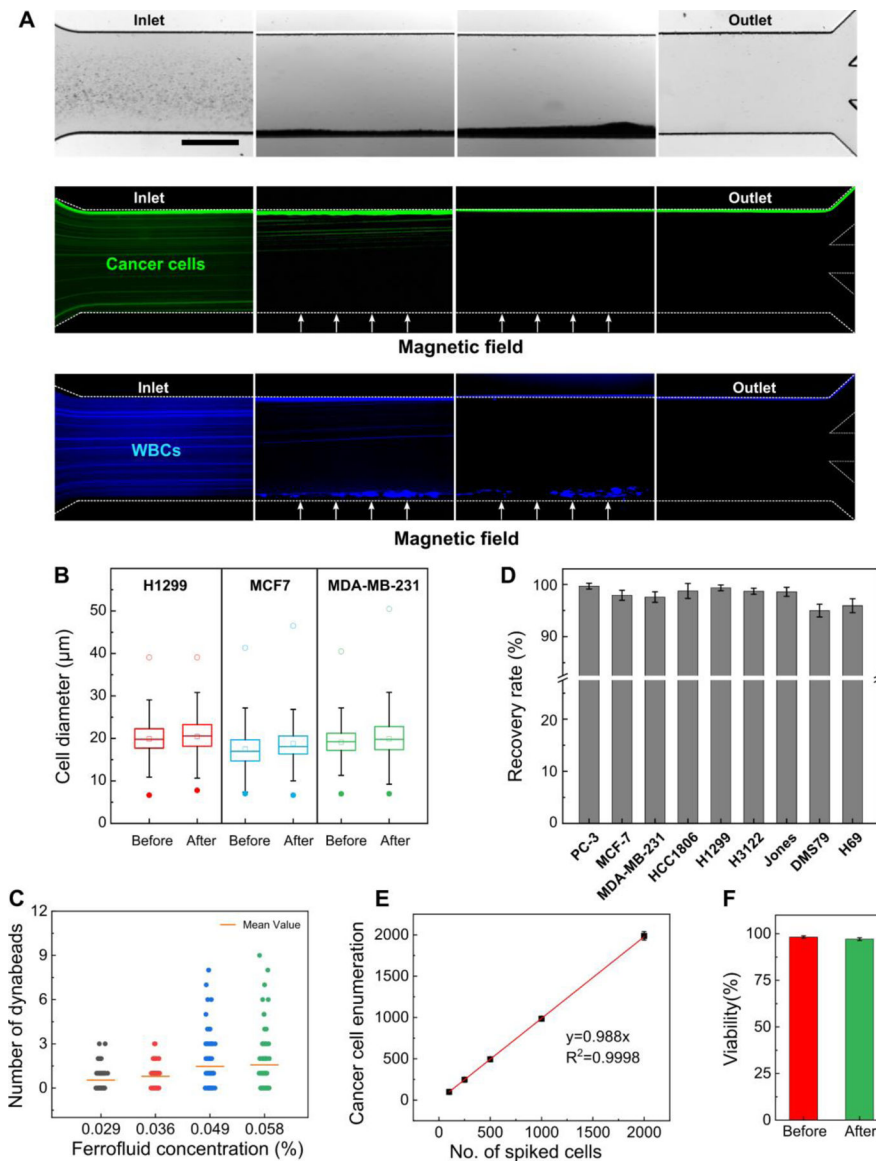 A
Inlet
Outlet
Inlet
Outlet
Cancer cells
Magnetic field
Inlet
Outlet
WBCs
Magnetic field
B
H1299
MCF7
MDA-MB-231
50
40
30
20
10
0
Cell diameter (µm)
Before
After
Before
After
Before
After
C
12
9
6
3
0
Number of dynabeads
Mean Value
0.029
0.036
0.049
0.058
Ferrofluid concentration (%)
D
100
95
20
10
0
Recovery rate (%)
PC-3
MCF-7
MDA-MB-231
HCC1806
H1299
H3122
Jones
DMS79
H69
E
2000
1500
1000
500
0
Cancer cell enumeration
y=0.988x
R²=0.9998
0
500
1000
1500
2000
No. of spiked cells
F
100
75
50
25
0
Viability(%)
Before
After